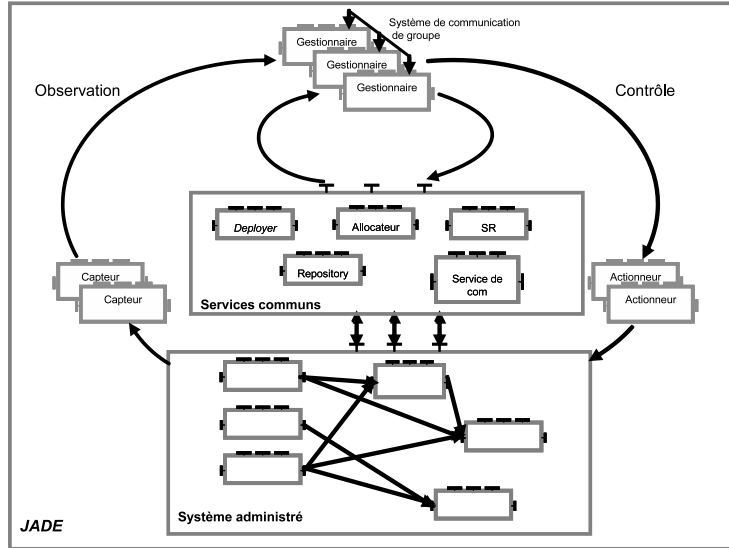 Système de communication
de groupe
Gestionnaire
Gestionnaire
Gestionnaire
Observation
Contrôle
Deployer
Allocateur
SR
Repository
Service de
com
Services communs
Capteur
Capteur
Actionneur
Actionneur
Système administré
JADE